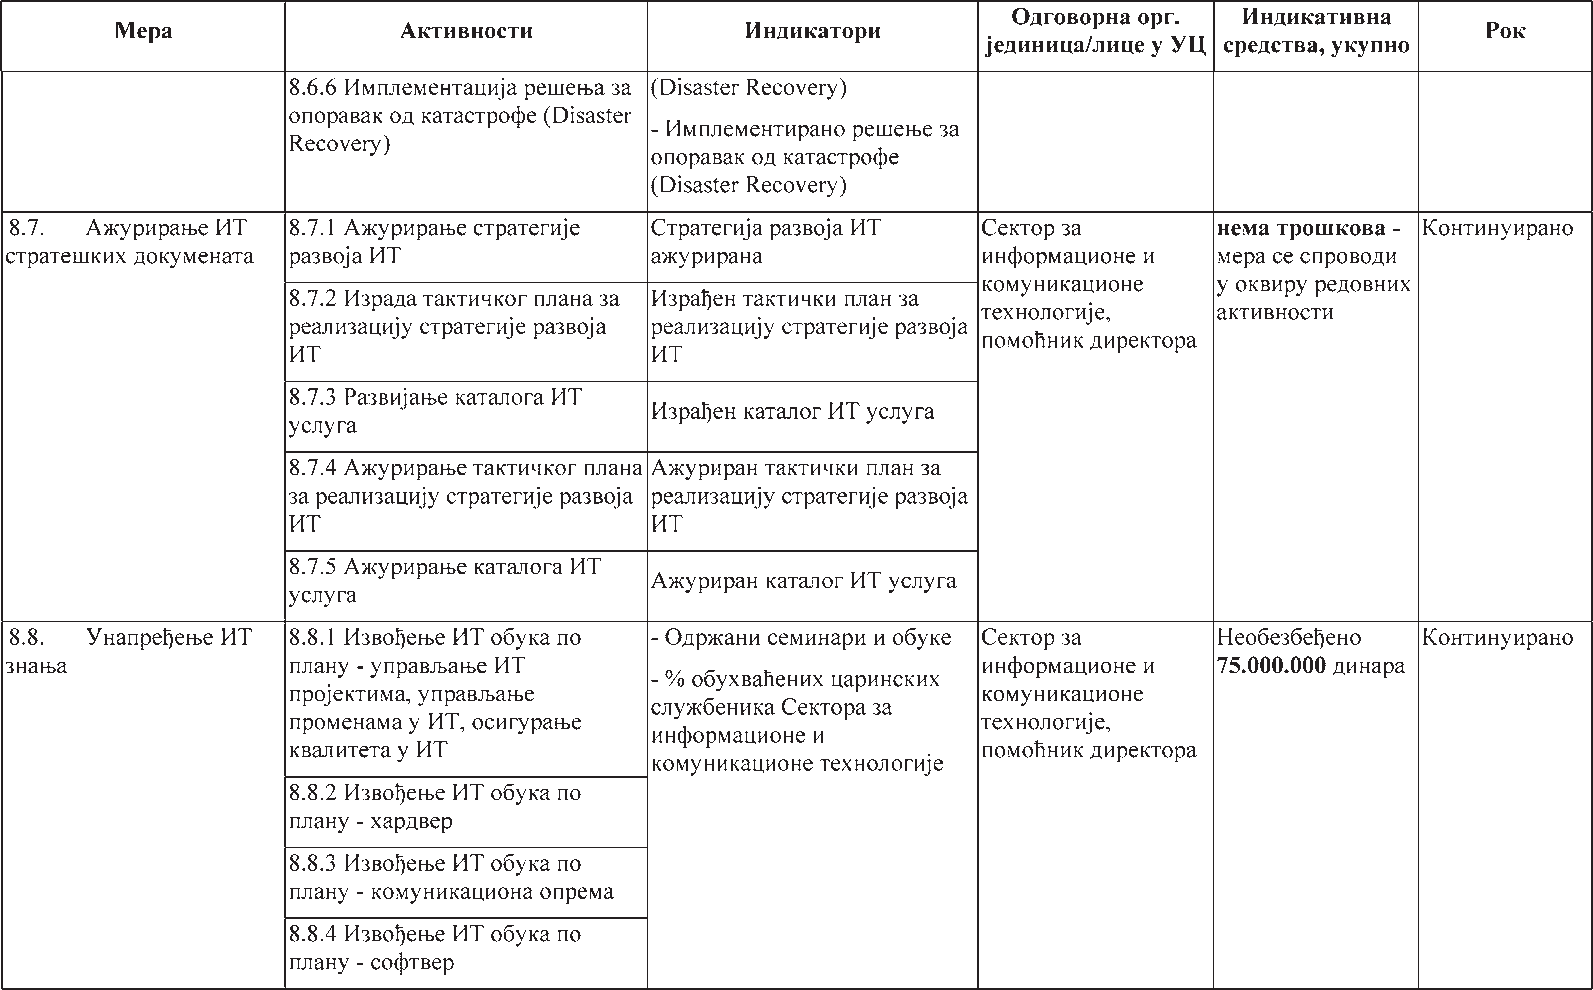 Мера
Активности
Индикатори
Одговорна орг.
јединица/лице у УЦ
Индикативна
средства, укупно
Рок
8.6.6 Имплементација решења за
опоравак од катастрофе (Disaster
Recovery)
(Disaster Recovery)
- Имплементирано решење за
опоравак од катастрофе
(Disaster Recovery)
8.7. Ажурирање ИТ
стратешких докумената
8.7.1 Ажурирање стратегије
развоја ИТ
Стратегија развоја ИТ
ажурирана
Сектор за
информационе и
комуникационе
технологије,
помоћник директора
нема трошкова -
мера се спроводи
у оквиру редовних
активности
Континуирано
8.7.2 Израда тактичког плана за
реализацију стратегије развоја
ИТ
Израђен тактички план за
реализацију стратегије развоја
ИТ
8.7.3 Развијање каталога ИТ
услуга
Израђен каталог ИТ услуга
8.7.4 Ажурирање тактичког плана
за реализацију стратегије развоја
ИТ
Ажуриран тактички план за
реализацију стратегије развоја
ИТ
8.7.5 Ажурирање каталога ИТ
услуга
Ажуриран каталог ИТ услуга
8.8. Унапређење ИТ
знања
8.8.1 Извођење ИТ обука по
плану - управљање ИТ
пројектима, управљање
променама у ИТ, осигурање
квалитета у ИТ
- Одржани семинари и обуке
- % обухваћених царинских
службеника Сектора за
информационе и
комуникационе технологије
Сектор за
информационе и
комуникационе
технологије,
помоћник директора
Необезбеђено
75.000.000 динара
Континуирано
8.8.2 Извођење ИТ обука по
плану - хардвер
8.8.3 Извођење ИТ обука по
плану - комуникациона опрема
8.8.4 Извођење ИТ обука по
плану - софтвер